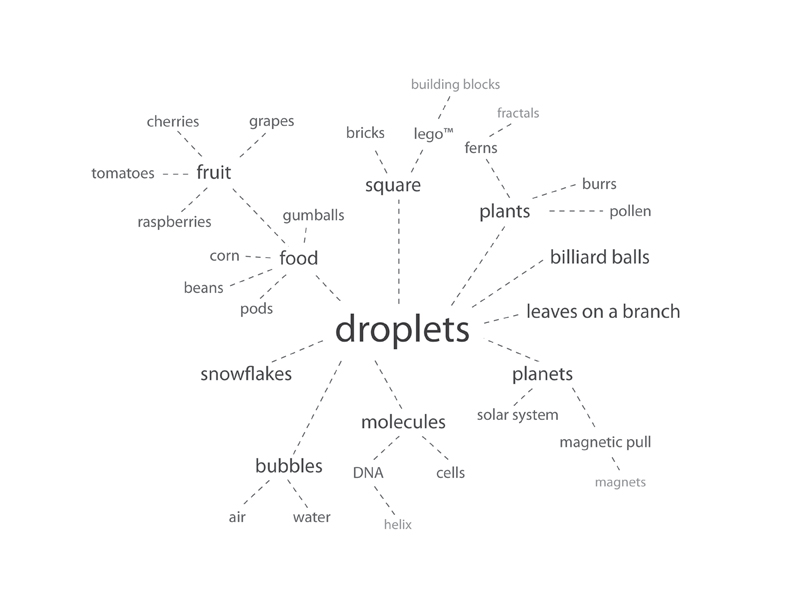 building blocks
fractals
cherries
grapes
bricks
lego™
ferns
tomatoes
fruit
square
burrs
raspberries
gumballs
plants
pollen
corn
food
billiard balls
beans
pods
leaves on a branch
droplets
snowflakes
planets
molecules
solar system
magnetic pull
bubbles
DNA
cells
magnets
air
water
helix